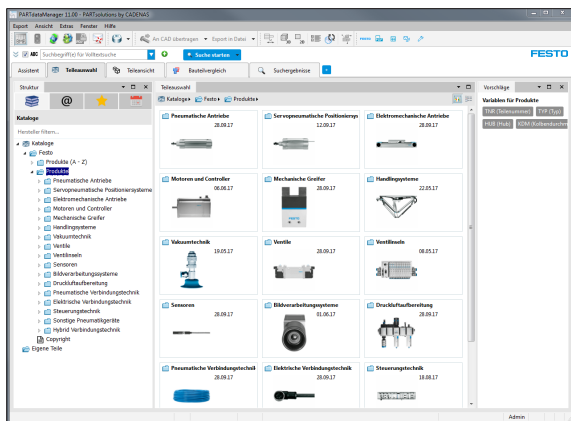 PARTdataManager 11.00 - PARTsolutions by CADENAS
Export Ansicht Extras Fenster Hilfe
An CAD übertragen Export in Datei
ABC Suchbegriff(e) für Volltextsuche Suche starten
FESTO
Assistent Teileauswahl Teileansicht Bauteilvergleich Suchergebnisse
Struktur
Kataloge
Hersteller filtern...
Kataloge
Festo
Produkte (A - Z)
Produkte
Pneumatische Antriebe
Servopneumatische Positioniersysteme
Elektromechanische Antriebe
Motoren und Controller
Mechanische Greifer
Handlingsysteme
Vakuumtechnik
Ventile
Ventilinseln
Sensoren
Bildverarbeitungssysteme
Druckluftaufbereitung
Pneumatische Verbindungstechnik
Elektrische Verbindungstechnik
Steuerungstechnik
Sonstige Pneumatikgeräte
Hybrid Verbindungstechnik
Copyright
Eigene Teile
Teileauswahl
Kataloge Festo Produkte
Pneumatische Antriebe
28.09.17
Servopneumatische Positioniersys
12.09.17
Elektromechanische Antriebe
28.09.17
Motoren und Controller
06.06.17
Mechanische Greifer
28.09.17
FESTO
Handlingsysteme
22.05.17
Vakuumtechnik
19.05.17
Ventile
28.09.17
Ventilinseln
08.05.17
Sensoren
28.09.17
Bildverarbeitungssysteme
01.06.17
Druckluftaufbereitung
28.09.17
Pneumatische Verbindungstechnik
28.09.17
Elektrische Verbindungstechnik
28.09.17
Steuerungstechnik
18.08.17
Vorschläge
Variablen für Produkte
TNR (Teilenummer) TYP (Typ)
HUB (Hub) KDM (Kolbendurchm
Admin